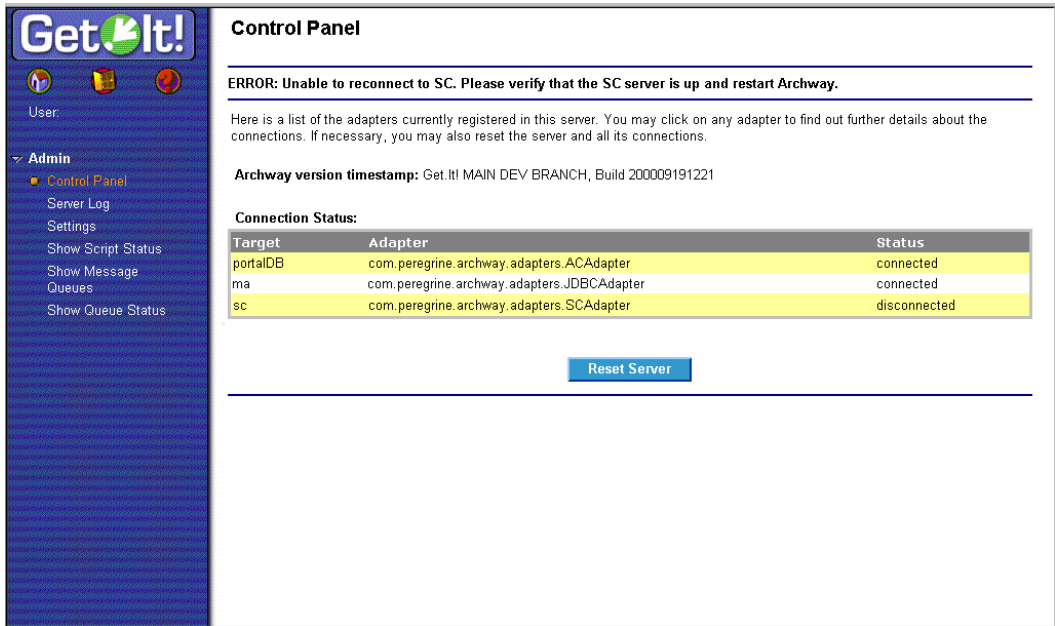 Get.It!
User:
Admin
Control Panel
Server Log
Settings
Show Script Status
Show Message
Queues
Show Queue Status
Control Panel
ERROR: Unable to reconnect to SC. Please verify that the SC server is up and restart Archway.
Here is a list of the adapters currently registered in this server. You may click on any adapter to find out further details about the
connections. If necessary, you may also reset the server and all its connections.
Archway version timestamp: Get.It! MAIN DEV BRANCH, Build 200009191221
Connection Status:
Target Adapter Status
portalDB com.peregrine.archway.adapters.ACAdapter connected
ma com.peregrine.archway.adapters.JDBCAdapter connected
sc com.peregrine.archway.adapters.SCAdapter disconnected
Reset Server